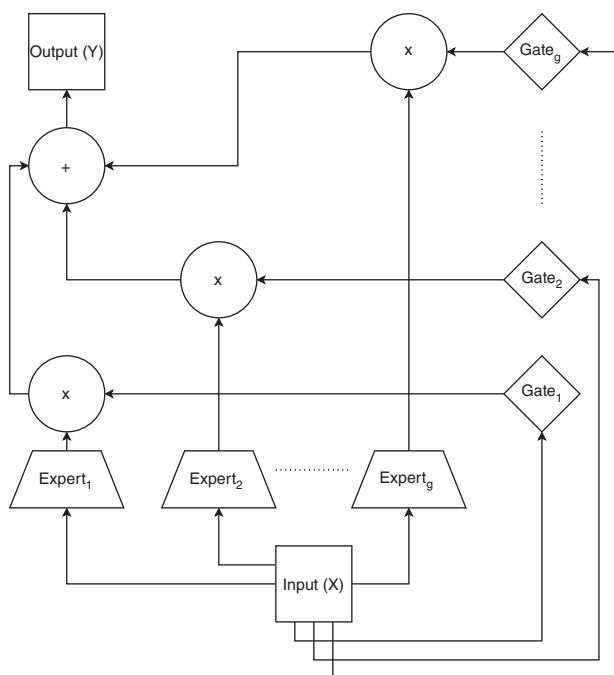 Output (Y)
x
Gate_g
+
x
Gate_2
x
Gate_1
Expert_1
Expert_2
Expert_g
Input (X)